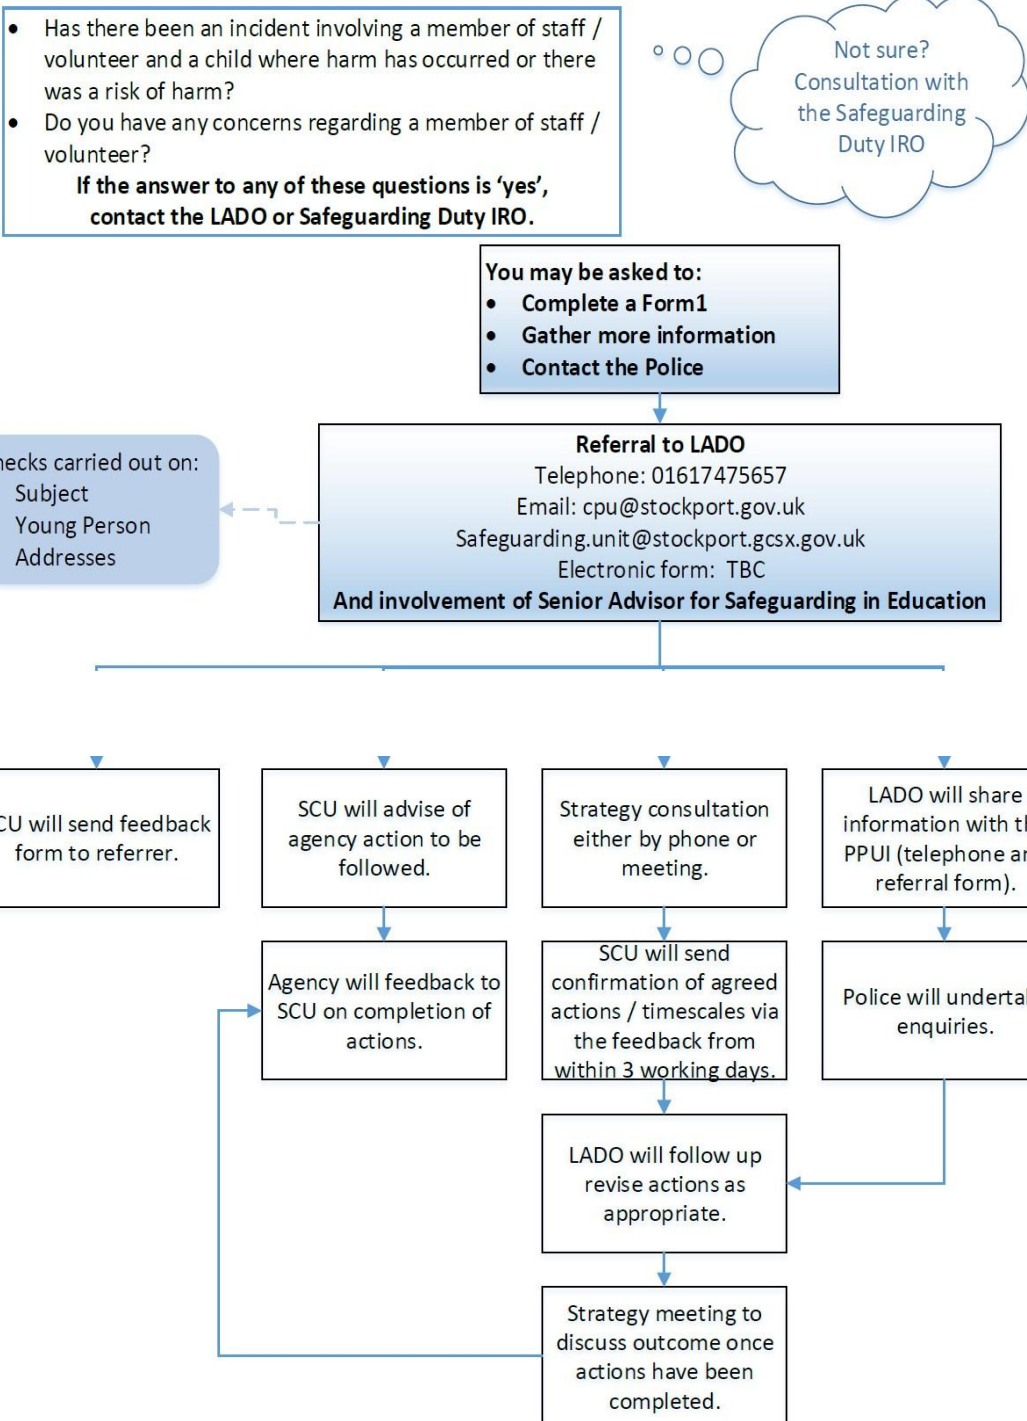 • Has there been an incident involving a member of staff /
volunteer and a child where harm has occurred or there
was a risk of harm?
• Do you have any concerns regarding a member of staff /
volunteer?
If the answer to any of these questions is ‘yes’,
contact the LADO or Safeguarding Duty IRO.
Not sure?
Consultation with
the Safeguarding
Duty IRO
You may be asked to:
• Complete a Form1
• Gather more information
• Contact the Police
carried out on:
Subject
Young Person
Addresses
Referral to LADO
Telephone: 01617475657
Email: cpu@stockport.gov.uk
Safeguarding.unit@stockport.gcsx.gov.uk
Electronic form: TBC
And involvement of Senior Advisor for Safeguarding in Education
will send feedback
form to referrer.
SCU will advise of
agency action to be
followed.
Strategy consultation
either by phone or
meeting.
LADO will share
information with
PPUI (telephone
referral form).
Agency will feedback to
SCU on completion of
actions.
SCU will send
confirmation of agreed
actions / timescales via
the feedback from
within 3 working days.
Police will
enquiries.
LADO will follow up
revise actions as
appropriate.
Strategy meeting to
discuss outcome once
actions have been
completed.